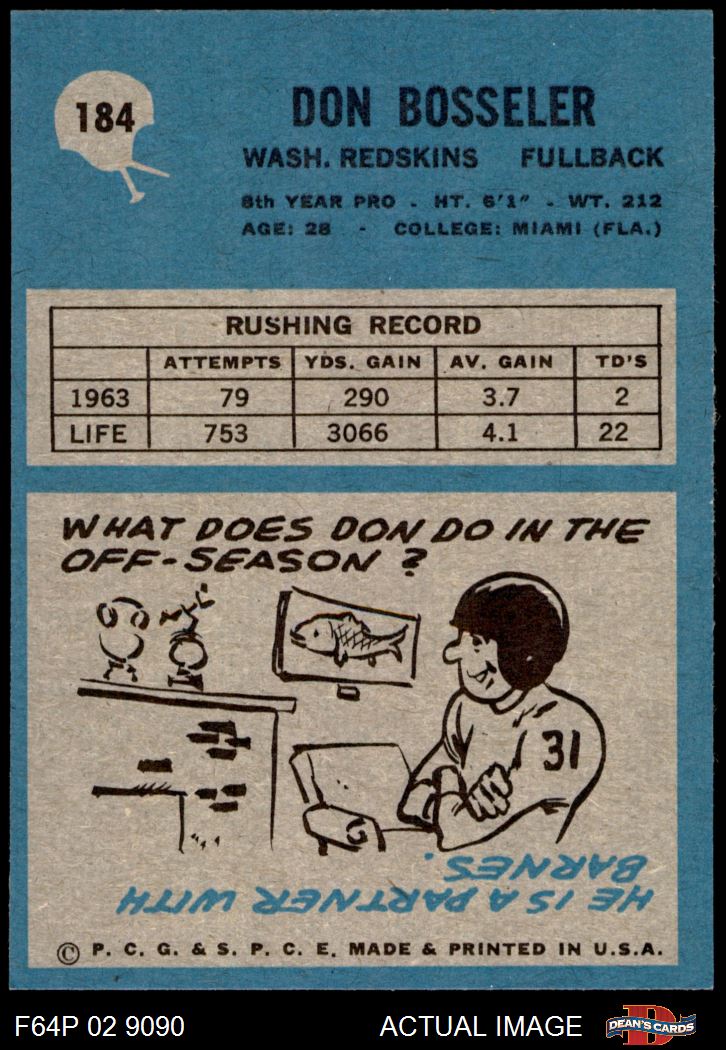 184
DON BOSSELER
WASH. REDSKINS FULLBACK
8th YEAR PRO - HT. 6'1" - WT. 212
AGE: 28 - COLLEGE: MIAMI (FLA.)
RUSHING RECORD
ATTEMPTS YDS. GAIN AV. GAIN TD'S
1963 79 290 3.7 2
LIFE 753 3066 4.1 22
WHAT DOES DON DO IN THE
OFF-SEASON ?
31
HE IS A PARTNER WITH
BARNES.
© P. C. G. & S. P. C. E. MADE & PRINTED IN U.S.A.
F64P 02 9090 ACTUAL IMAGE DEAN'S CARDS